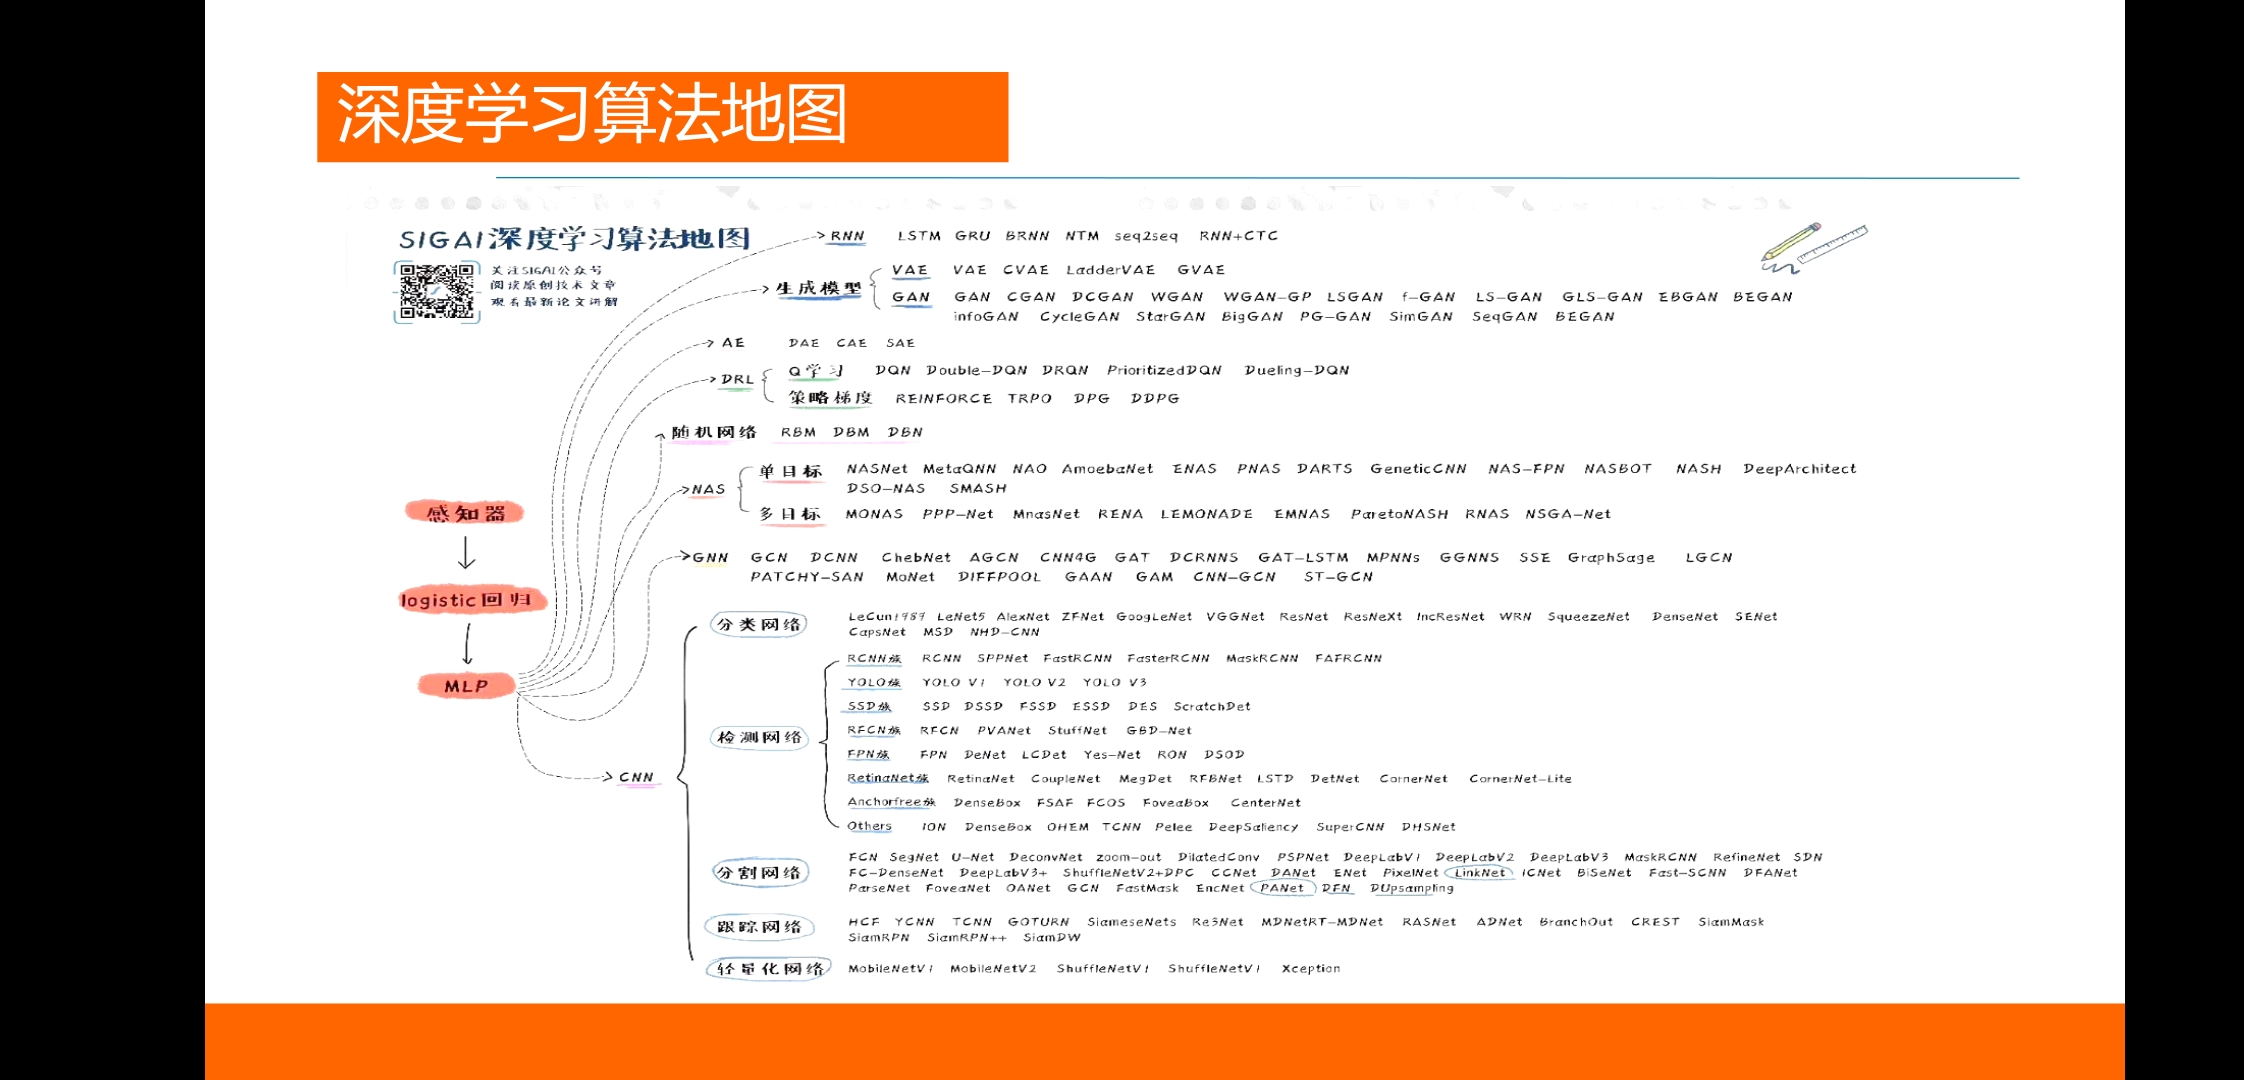 深度学习算法地图
SIGAI深度学习算法地图
关注SIGAI公众号
阅读原创技术文章
观看最新论文讲解
RNN LSTM GRU BRNN NTM seq2seq RNN+CTC
生成模型
VAE VAE CVAE LadderVAE GVAE
GAN GAN CGAN DCGAN WGAN WGAN-GP LSGAN f-GAN LS-GAN GLS-GAN EBGAN BEGAN
infoGAN CycleGAN StarGAN BigGAN PG-GAN SimGAN SeqGAN BEGAN
AE DAE CAE SAE
DRL
Q学习 DQN Double-DQN DRQN PrioritizedDQN Dueling-DQN
策略梯度 REINFORCE TRPO DPG DDPG
随机网络 RBM DBM DBN
NAS
单目标 NASNet MetaQNN NAO AmoebaNet ENAS PNAS DARTS GeneticCNN NAS-FPN NASBOT NASH DeepArchitect
DSO-NAS SMASH
多目标 MONAS PPP-Net MnasNet RENA LEMONADE EMNAS ParetoNASH RNAS NSGA-Net
感知器
logistic回归
MLP
GNN GCN DCNN ChebNet AGCN CNN4G GAT DCRNNS GAT-LSTM MPNNs GGNNS SSE GraphSage LGCN
PATCHY-SAN MoNet DIFFPOOL GAAN GAM CNN-GCN ST-GCN
CNN
分类网络 LeCun1989 LeNet5 AlexNet ZFNet GoogLeNet VGGNet ResNet ResNeXt IncResNet WRN SqueezeNet DenseNet SENet
CapsNet MSD NHD-CNN
检测网络
RCNN族 RCNN SPPNet FastRCNN FasterRCNN MaskRCNN FAFRCNN
YOLO族 YOLO V1 YOLO V2 YOLO V3
SSD族 SSD DSSD FSSD ESSD DES ScratchDet
RFCN族 RFCN PVANet StuffNet GBD-Net
FPN族 FPN DeNet LCDet Yes-Net RON DSOD
RetinaNet族 RetinaNet CoupleNet MegDet RFBNet LSTD DetNet CornerNet CornerNet-Lite
Anchorfree族 DenseBox FSAF FCOS FoveaBox CenterNet
Others ION DenseBox OHEM TCNN Pelee DeepSaliency SuperCNN DHSNet
分割网络 FCN SegNet U-Net DeconvNet zoom-out DilatedConv PSPNet DeepLabV1 DeepLabV2 DeepLabV3 MaskRCNN RefineNet SDN
FC-DenseNet DeepLabV3+ ShuffleNetV2+DPC CCNet DANet ENet PixelNet LinkNet ICNet BiSeNet Fast-SCNN DFANet
ParseNet FoveaNet OANet GCN FastMask EncNet PANet DFN DUpsampling
跟踪网络 HCF YCNN TCNN GOTURN SiameseNets Re3Net MDNetRT-MDNet RASNet ADNet BranchOut CREST SiamMask
SiamRPN SiamRPN++ SiamDW
轻量化网络 MobileNetV1 MobileNetV2 ShuffleNetV1 ShuffleNetV1 Xception